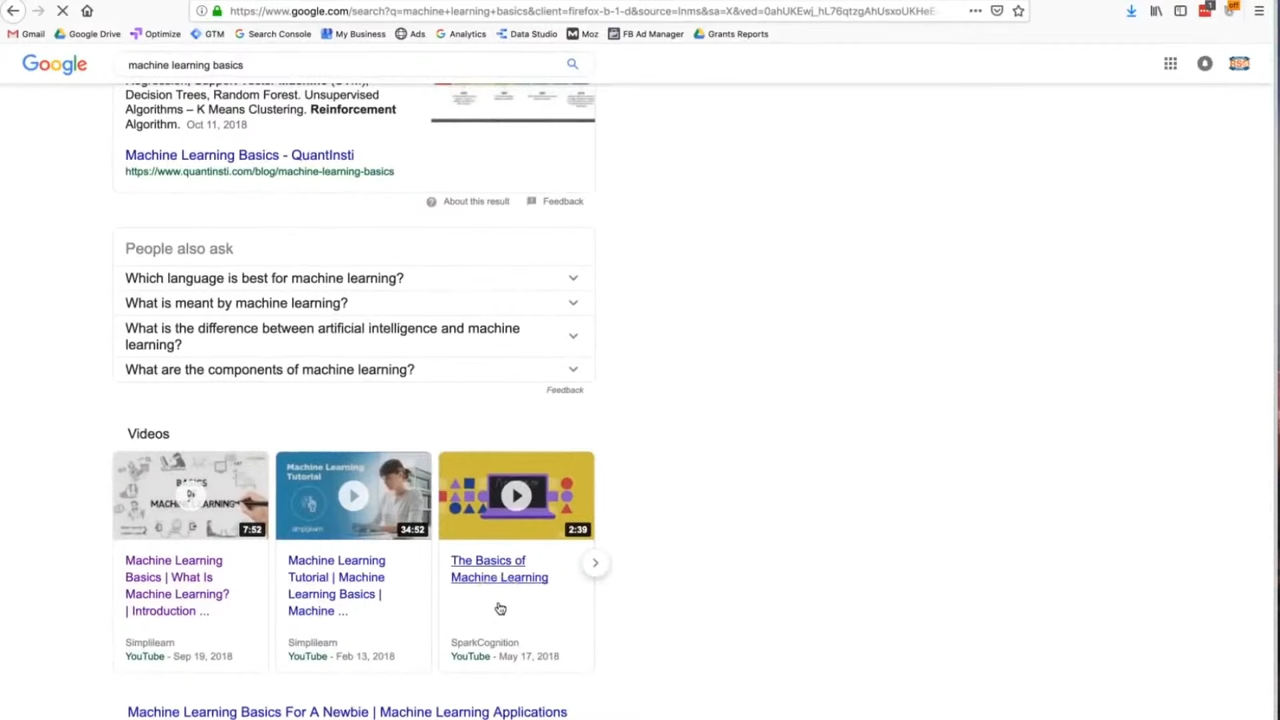 https://www.google.com/search?q=machine+learning+basics&client=firefox-b-1-d&source=lnms&sa=X&ved=0ahUKEwj_hL76qtzgAhUsxoUKHeE
1
off
Gmail Google Drive Optimize GTM Search Console My Business Ads Analytics Data Studio Moz FB Ad Manager Grants Reports
Google machine learning basics
Decision Trees, Random Forest. Unsupervised
Algorithms – K Means Clustering. Reinforcement
Algorithm. Oct 11, 2018
Machine Learning Basics - QuantInsti
https://www.quantinsti.com/blog/machine-learning-basics
About this result Feedback
People also ask
Which language is best for machine learning?
What is meant by machine learning?
What is the difference between artificial intelligence and machine
learning?
What are the components of machine learning?
Feedback
Videos
BASICS
MACHINE LEARNING
7:52
Machine Learning
Tutorial
simplilearn
34:52
2:39
Machine Learning
Basics | What Is
Machine Learning?
| Introduction ...
Simplilearn
YouTube - Sep 19, 2018
Machine Learning
Tutorial | Machine
Learning Basics |
Machine ...
Simplilearn
YouTube - Feb 13, 2018
The Basics of
Machine Learning
SparkCognition
YouTube - May 17, 2018
Machine Learning Basics For A Newbie | Machine Learning Applications